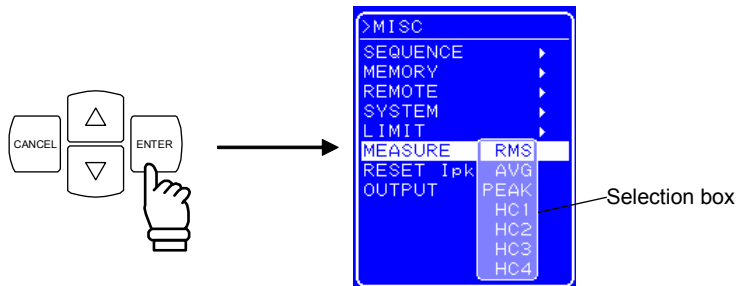 CANCEL
ENTER
>MISC
SEQUENCE
MEMORY
REMOTE
SYSTEM
LIMIT
MEASURE RMS
RESET Ipk AVG
OUTPUT PEAK
HC1
HC2
HC3
HC4
Selection box